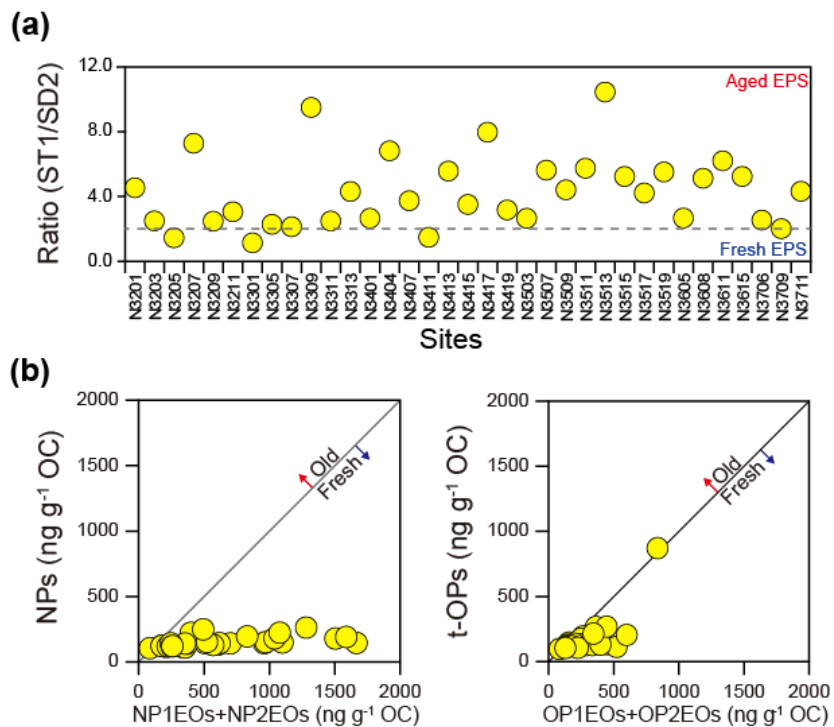 (a)
Ratio (ST1/SD2)
12.0
8.0
4.0
0.0
Aged EPS
Fresh EPS
N3201
N3203
N3205
N3207
N3209
N3211
N3301
N3305
N3307
N3309
N3311
N3313
N3401
N3404
N3407
N3411
N3413
N3415
N3417
N3419
N3503
N3507
N3509
N3511
N3513
N3515
N3517
N3519
N3605
N3608
N3611
N3615
N3706
N3709
N3711
Sites
(b)
NPs (ng g⁻¹ OC)
2000
1500
1000
500
0
Old
Fresh
0 500 1000 1500 2000
NP1EOs+NP2EOs (ng g⁻¹ OC)
t-OPs (ng g⁻¹ OC)
2000
1500
1000
500
0
Old
Fresh
0 500 1000 1500 2000
OP1EOs+OP2EOs (ng g⁻¹ OC)